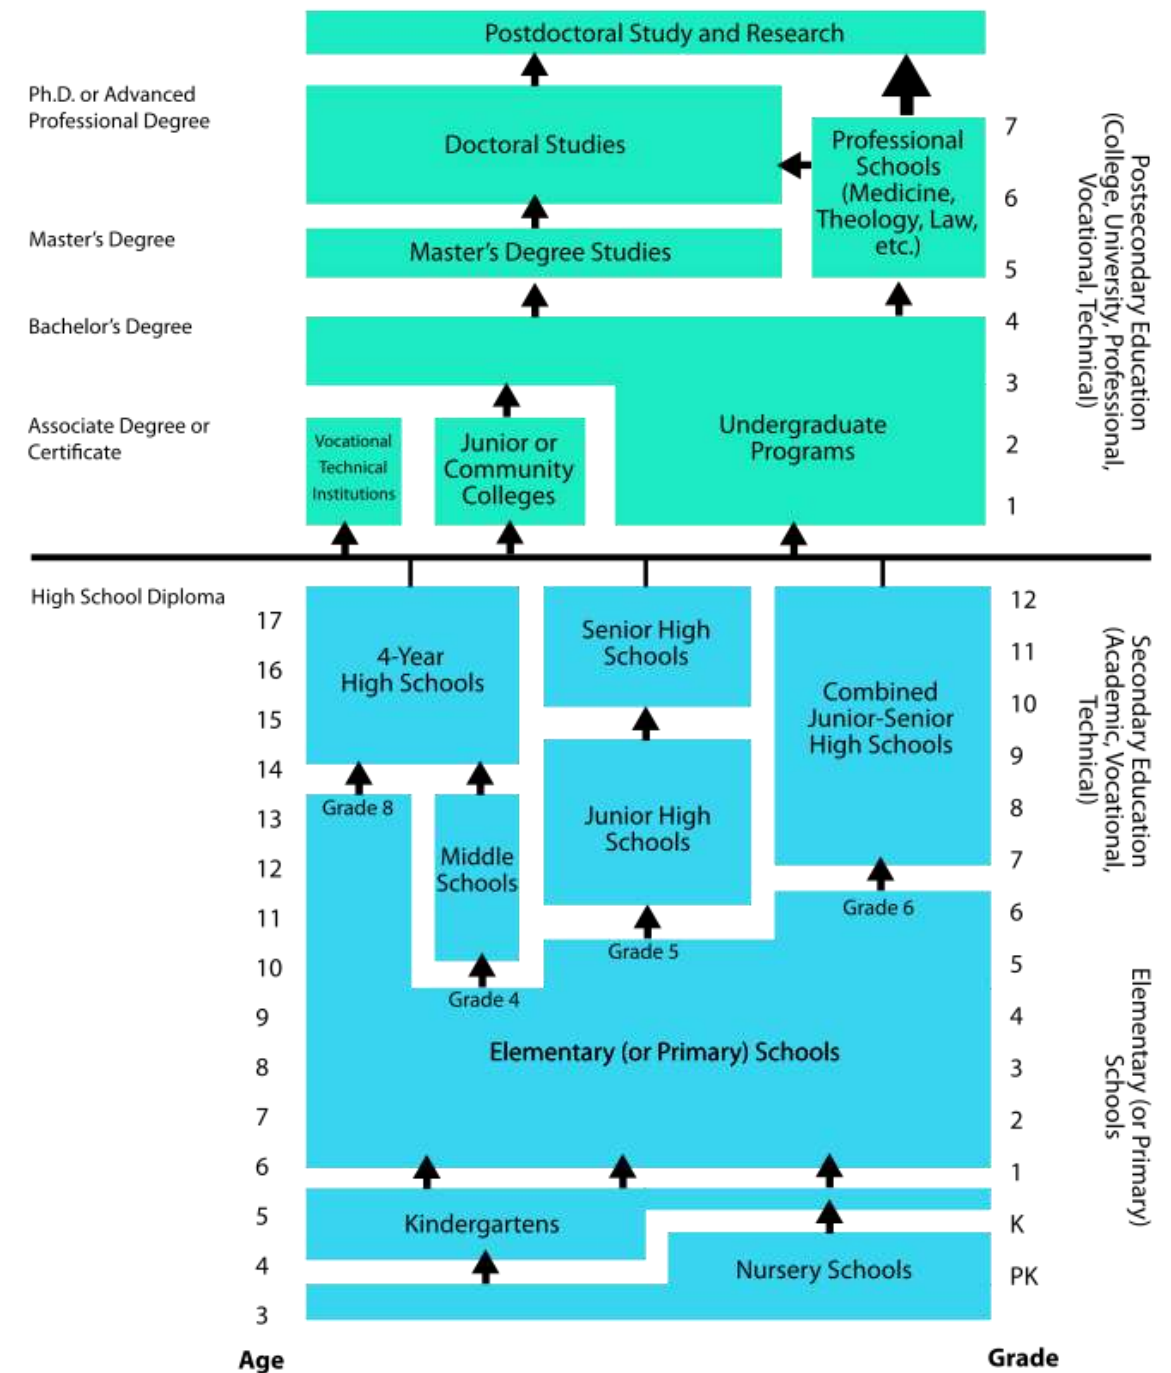 Postdoctoral Study and Research
Ph.D. or Advanced
Professional Degree
Doctoral Studies
Professional
Schools
(Medicine,
Theology, Law,
etc.)
7
6
Master's Degree
Master's Degree Studies
5
Bachelor's Degree
4
3
Associate Degree or
Certificate
Vocational
Technical
Institutions
Junior or
Community
Colleges
Undergraduate
Programs
2
1
Postsecondary Education
(College, University, Professional,
Vocational, Technical)
High School Diploma
17
16
15
14
13
12
11
10
9
8
7
6
5
4
3
Age
4-Year
High Schools
Senior High
Schools
Combined
Junior-Senior
High Schools
Grade 8
Middle
Schools
Junior High
Schools
Grade 6
Grade 5
Grade 4
Elementary (or Primary) Schools
Kindergartens
Nursery Schools
12
11
10
9
8
7
6
5
4
3
2
1
K
PK
Grade
Secondary Education
(Academic, Vocational,
Technical)
Elementary (or Primary)
Schools